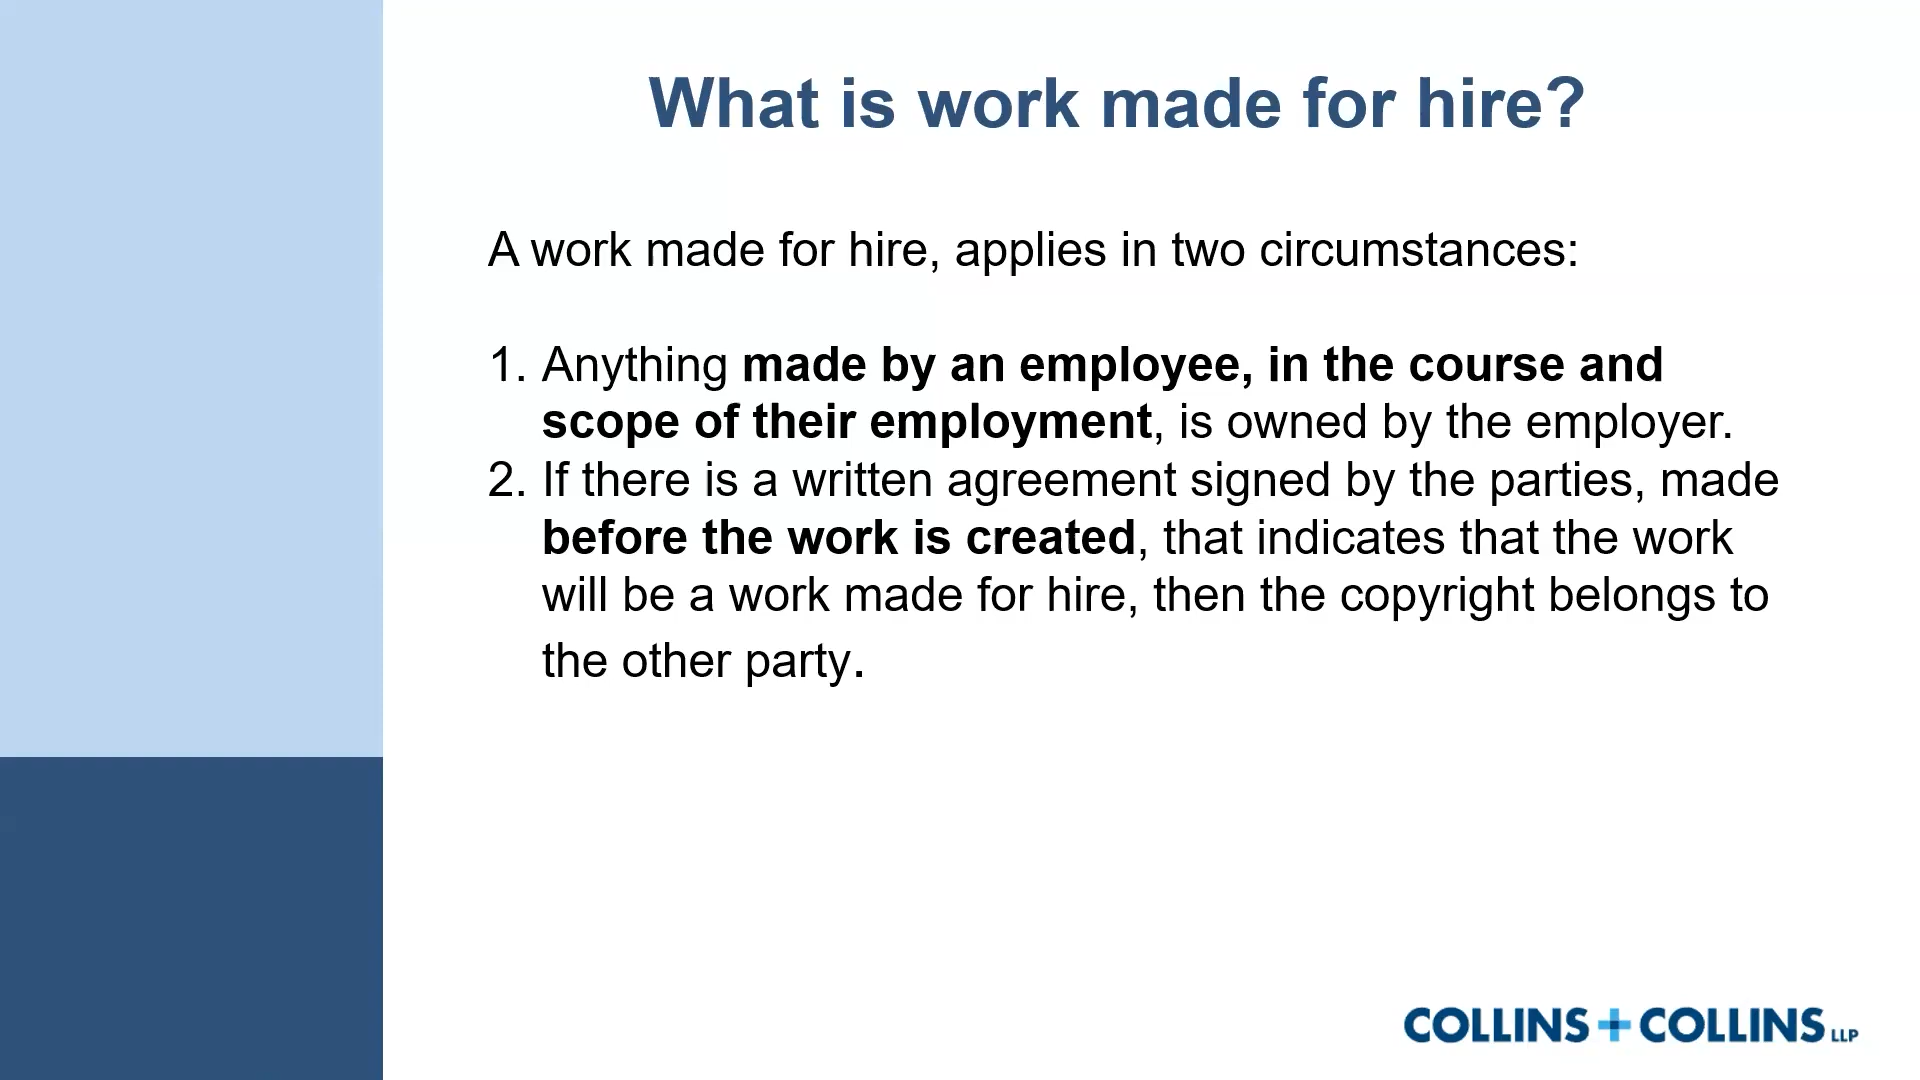 What is work made for hire?
A work made for hire, applies in two circumstances:
1. Anything made by an employee, in the course and
scope of their employment, is owned by the employer.
2. If there is a written agreement signed by the parties, made
before the work is created, that indicates that the work
will be a work made for hire, then the copyright belongs to
the other party.
COLLINS + COLLINS LLP